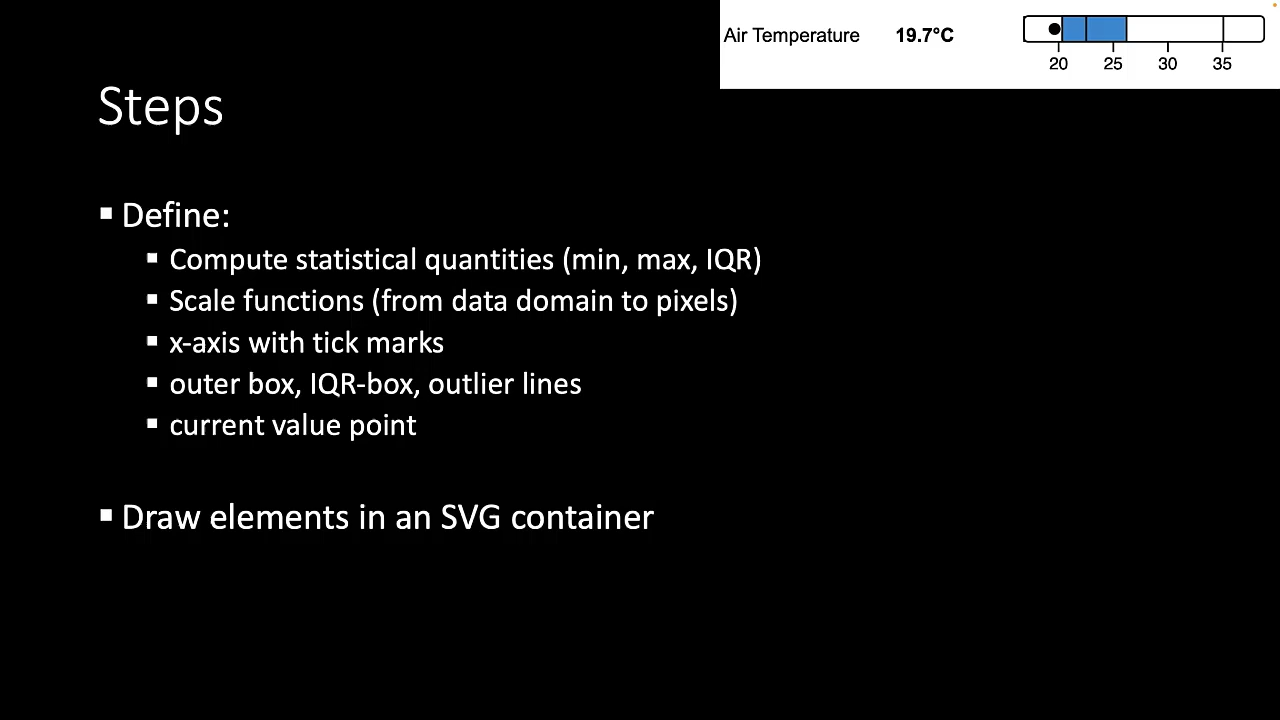 Air Temperature 19.7°C
20 25 30 35
Steps
Define:
Compute statistical quantities (min, max, IQR)
Scale functions (from data domain to pixels)
x-axis with tick marks
outer box, IQR-box, outlier lines
current value point
Draw elements in an SVG container